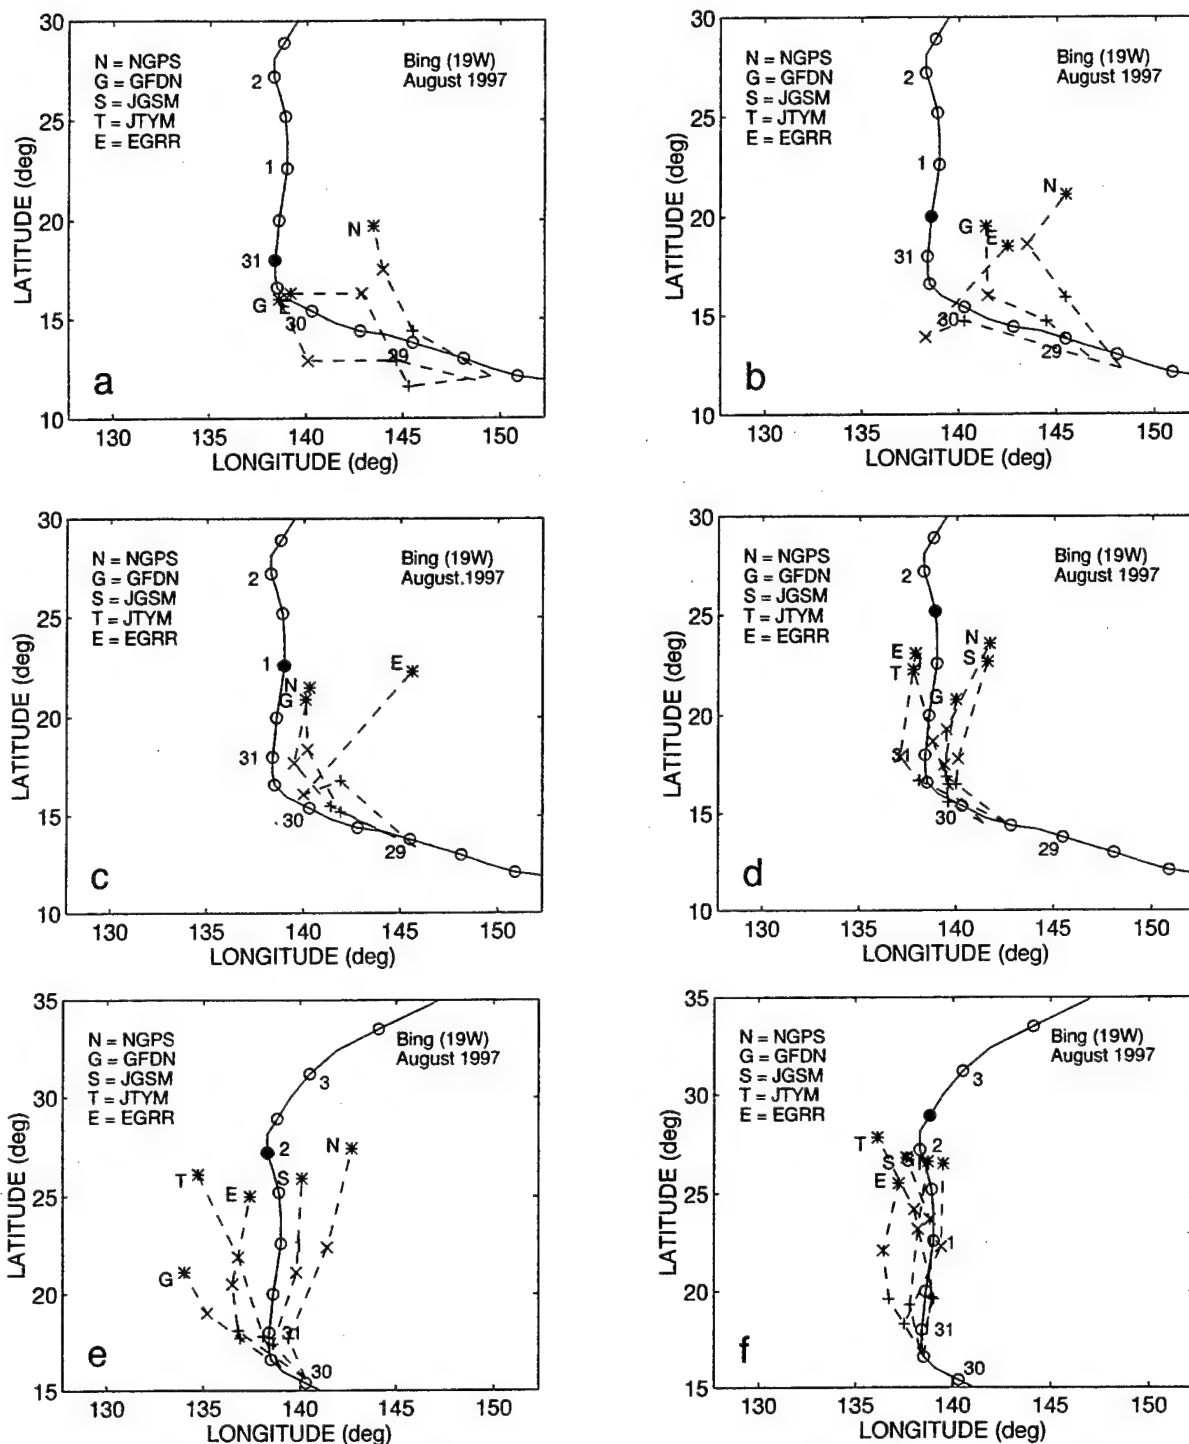 30
25
20
15
10
LATITUDE (deg)
N = NGPS
G = GFDN
S = JGSM
T = JTYM
E = EGRR
Bing (19W)
August 1997
2
1
31
N
G
E
30
29
a
130
135
140
145
150
LONGITUDE (deg)
30
25
20
15
10
LATITUDE (deg)
N = NGPS
G = GFDN
S = JGSM
T = JTYM
E = EGRR
Bing (19W)
August 1997
2
1
31
N
G
E
30
29
b
130
135
140
145
150
LONGITUDE (deg)
30
25
20
15
10
LATITUDE (deg)
N = NGPS
G = GFDN
S = JGSM
T = JTYM
E = EGRR
Bing (19W)
August.1997
2
1
E
N
G
31
30
29
c
130
135
140
145
150
LONGITUDE (deg)
30
25
20
15
10
LATITUDE (deg)
N = NGPS
G = GFDN
S = JGSM
T = JTYM
E = EGRR
Bing (19W)
August 1997
2
E
T
N
S
G
31
30
29
d
130
135
140
145
150
LONGITUDE (deg)
35
30
25
20
15
LATITUDE (deg)
N = NGPS
G = GFDN
S = JGSM
T = JTYM
E = EGRR
Bing (19W)
August 1997
3
2
N
T
E
S
G
31
30
e
130
135
140
145
150
LONGITUDE (deg)
35
30
25
20
15
LATITUDE (deg)
N = NGPS
G = GFDN
S = JGSM
T = JTYM
E = EGRR
Bing (19W)
August 1997
3
T
2
S
E
1
31
30
f
130
135
140
145
150
LONGITUDE (deg)